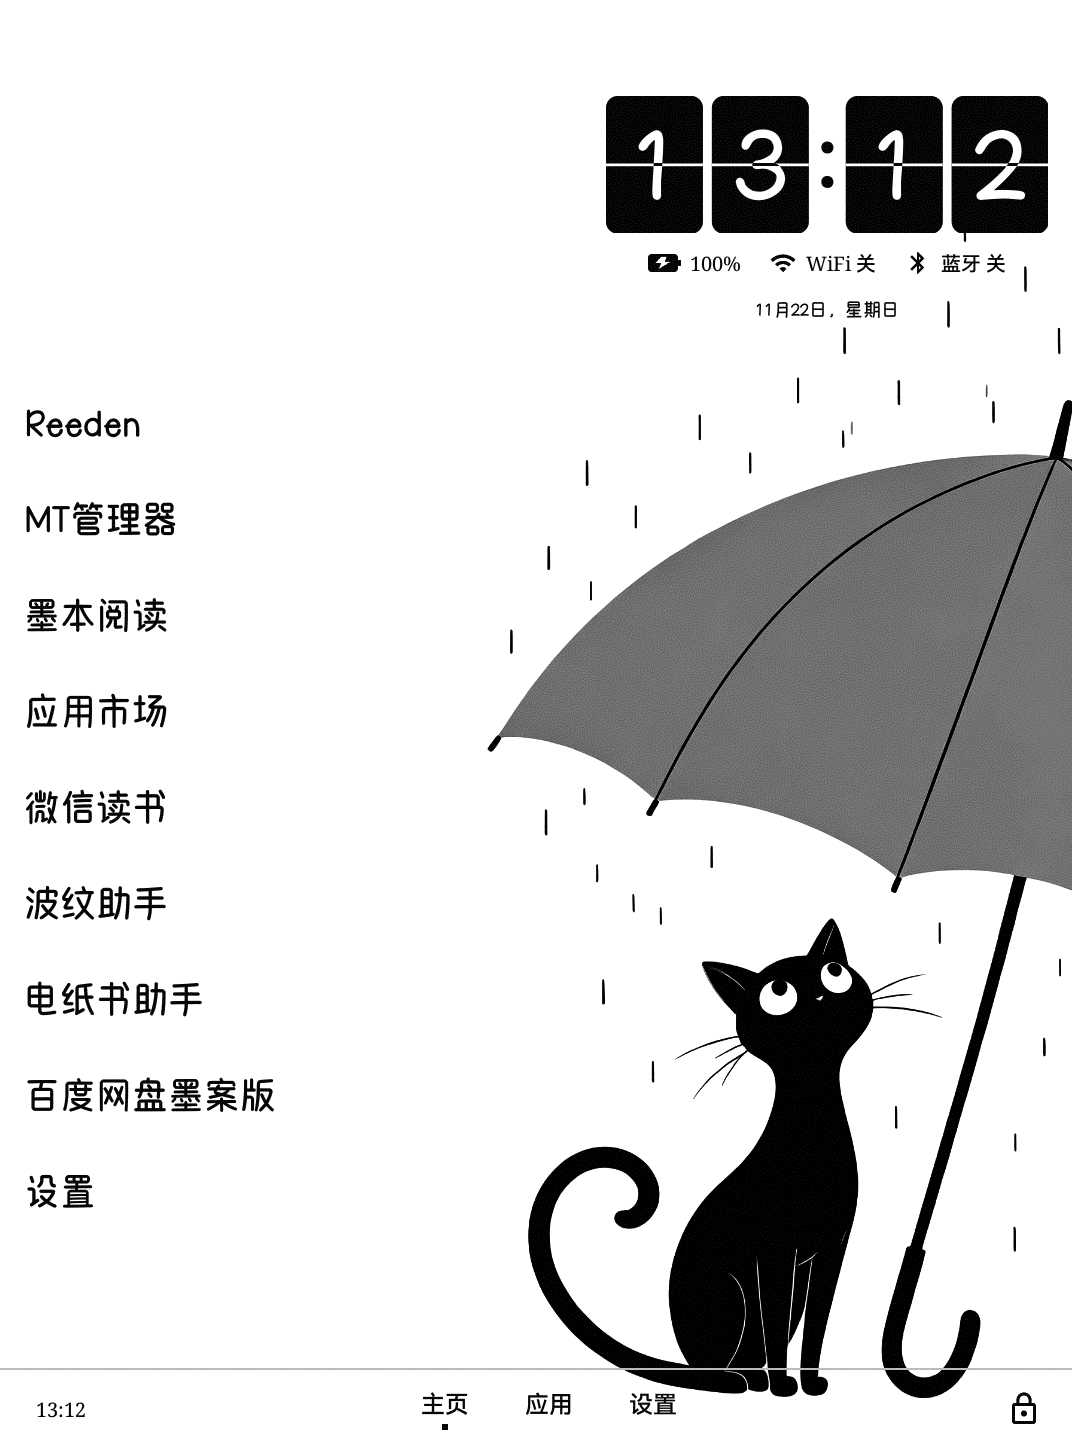 13:12
100% WiFi 关 蓝牙 关
11月22日，星期日
Reeden
MT管理器
墨本阅读
应用市场
微信读书
波纹助手
电纸书助手
百度网盘墨案版
设置
13:12 主页 应用 设置